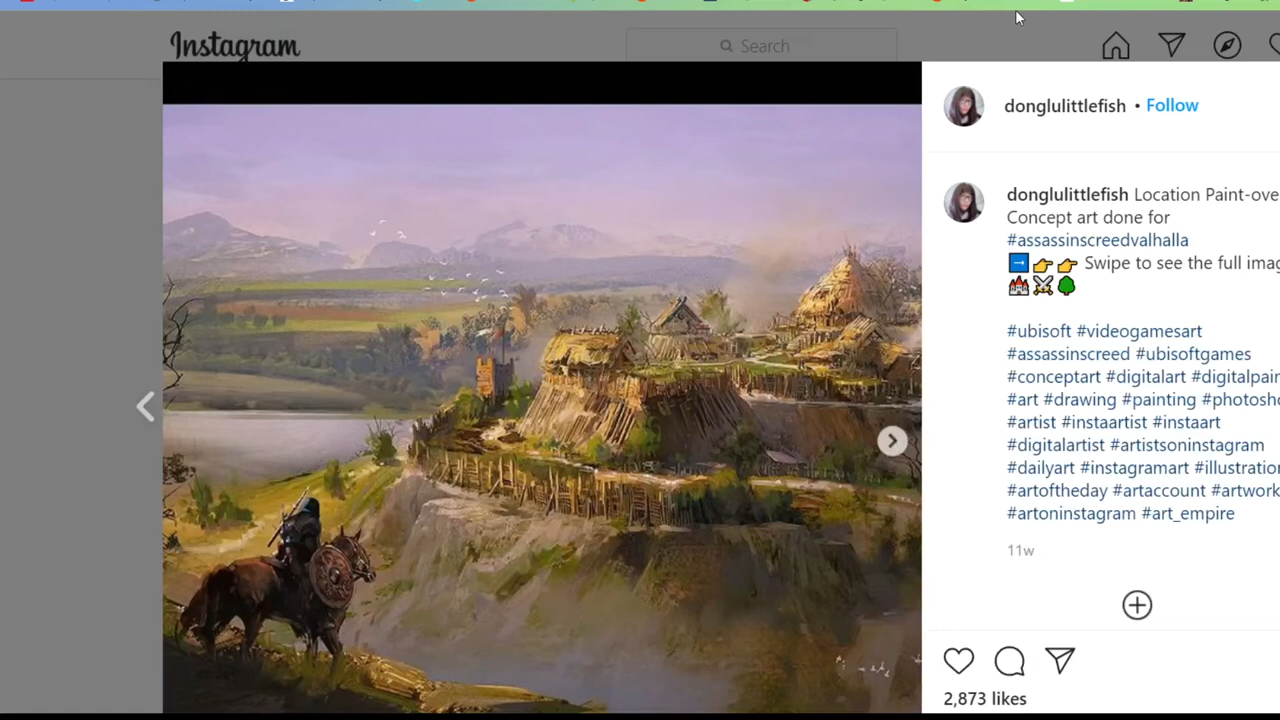 Instagram
Search
donglulittlefish • Follow
donglulittlefish Location Paint-ove
Concept art done for
#assassinscreedvalhalla
Swipe to see the full imag
#ubisoft #videogamesart
#assassinscreed #ubisoftgames
#conceptart #digitalart #digitalpain
#art #drawing #painting #photosho
#artist #instaartist #instaart
#digitalartist #artistsoninstagram
#dailyart #instagramart #illustration
#artoftheday #artaccount #artwork
#artoninstagram #art_empire
11w
2,873 likes